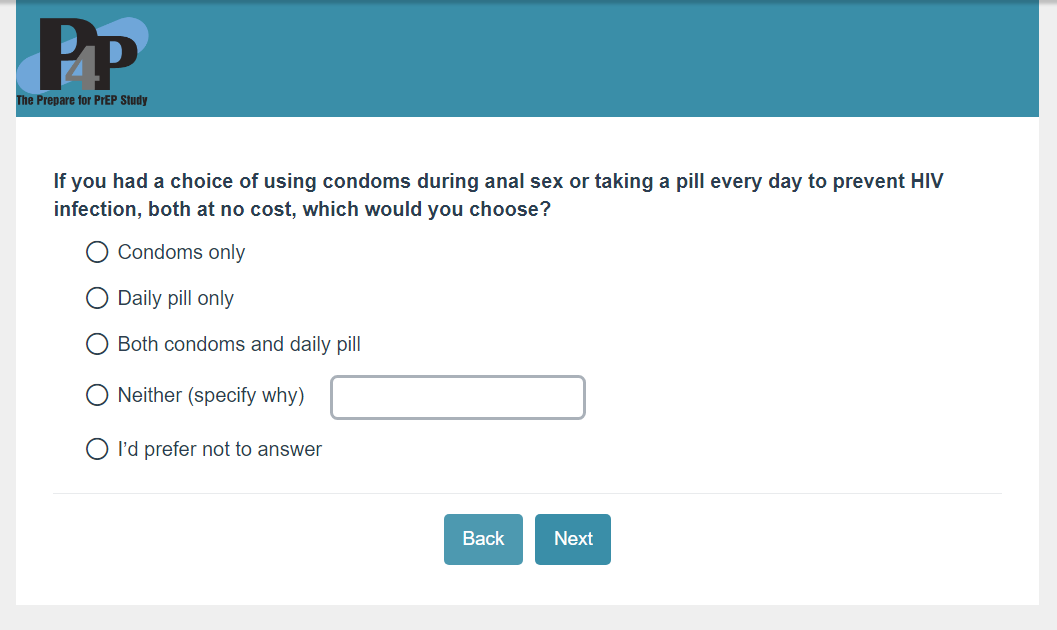 P4P
The Prepare for PrEP Study
If you had a choice of using condoms during anal sex or taking a pill every day to prevent HIV
infection, both at no cost, which would you choose?
Condoms only
Daily pill only
Both condoms and daily pill
Neither (specify why)
I’d prefer not to answer
Back Next